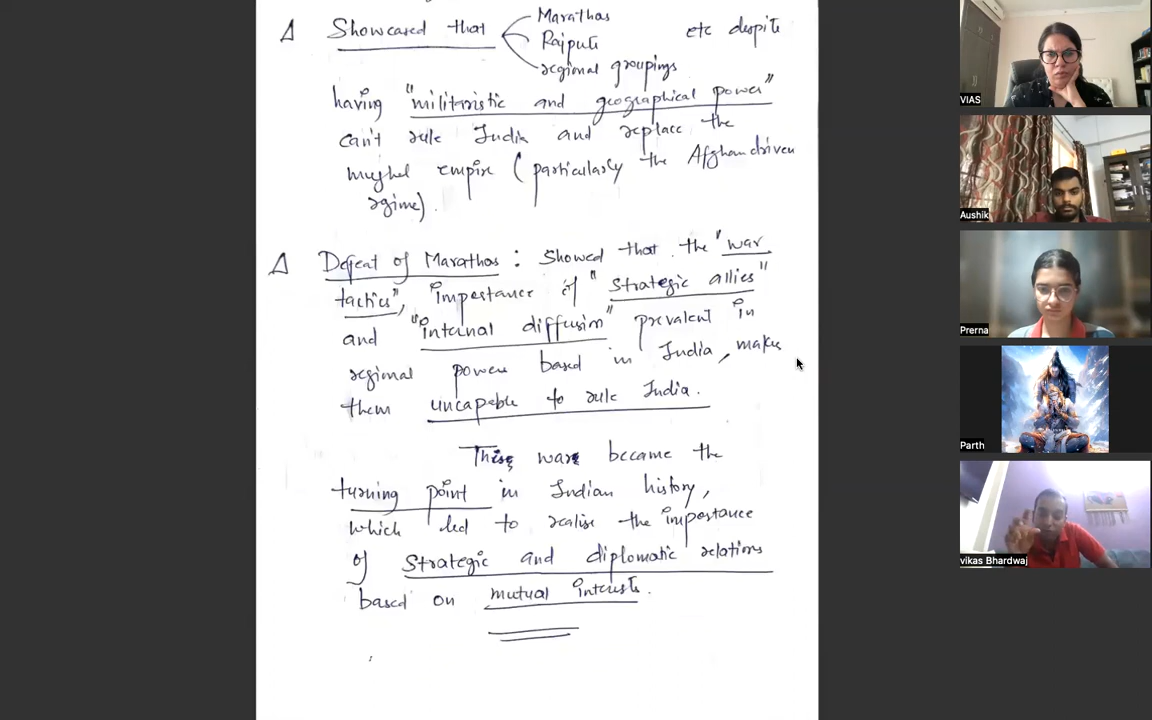 Δ Showcased that
Marathas
Rajputs
regional groupings
etc despite
having "militaristic and geographical power"
can't rule India and replace the
mughal empire (particularly the Afghan driven
regime).
Δ Defeat of Marathas : Showed that the "war
tactics", importance of "strategic allies"
and "internal diffusion" prevalent in
regional powers based in India, makes
them uncapable to rule India.
This war became the
turning point in Indian history,
which led to realise the importance
of strategic and diplomatic relations
based on mutual interests.
VIAS
Aushik
Prerna
Parth
vikas Bhardwaj